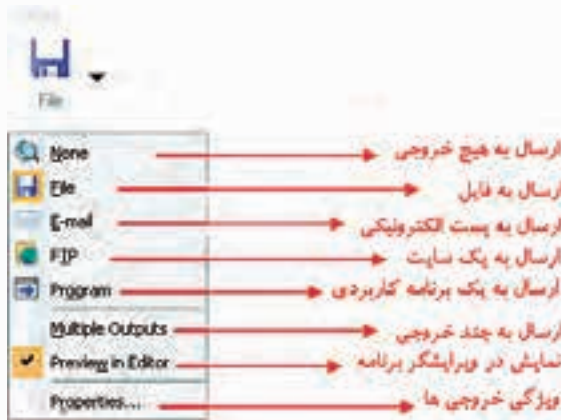 File
None ارسال به هیچ خروجی
File ارسال به فایل
E-mail ارسال به پست الکترونیکی
FTP ارسال به یک سایت
Program ارسال به یک برنامه کاربردی
Multiple Outputs ارسال به چند خروجی
Preview in Editor نمایش در ویرایشگر برنامه
Properties... ویژگی خروجی ها